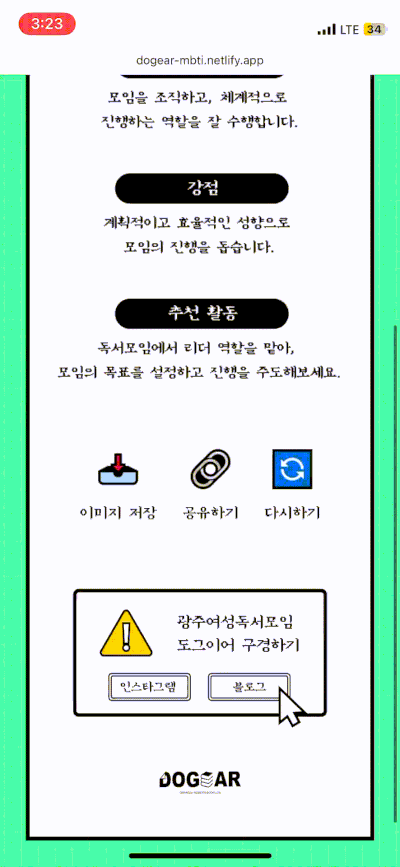 3:23
LTE 34
dogear-mbti.netlify.app
모임을 조직하고, 체계적으로
진행하는 역할을 잘 수행합니다.
강점
계획적이고 효율적인 성향으로
모임의 진행을 돕습니다.
추천 활동
독서모임에서 리더 역할을 맡아,
모임의 목표를 설정하고 진행을 주도해보세요.
이미지 저장 공유하기 다시하기
광주여성독서모임
도그이어 구경하기
인스타그램 블로그
DOGEAR